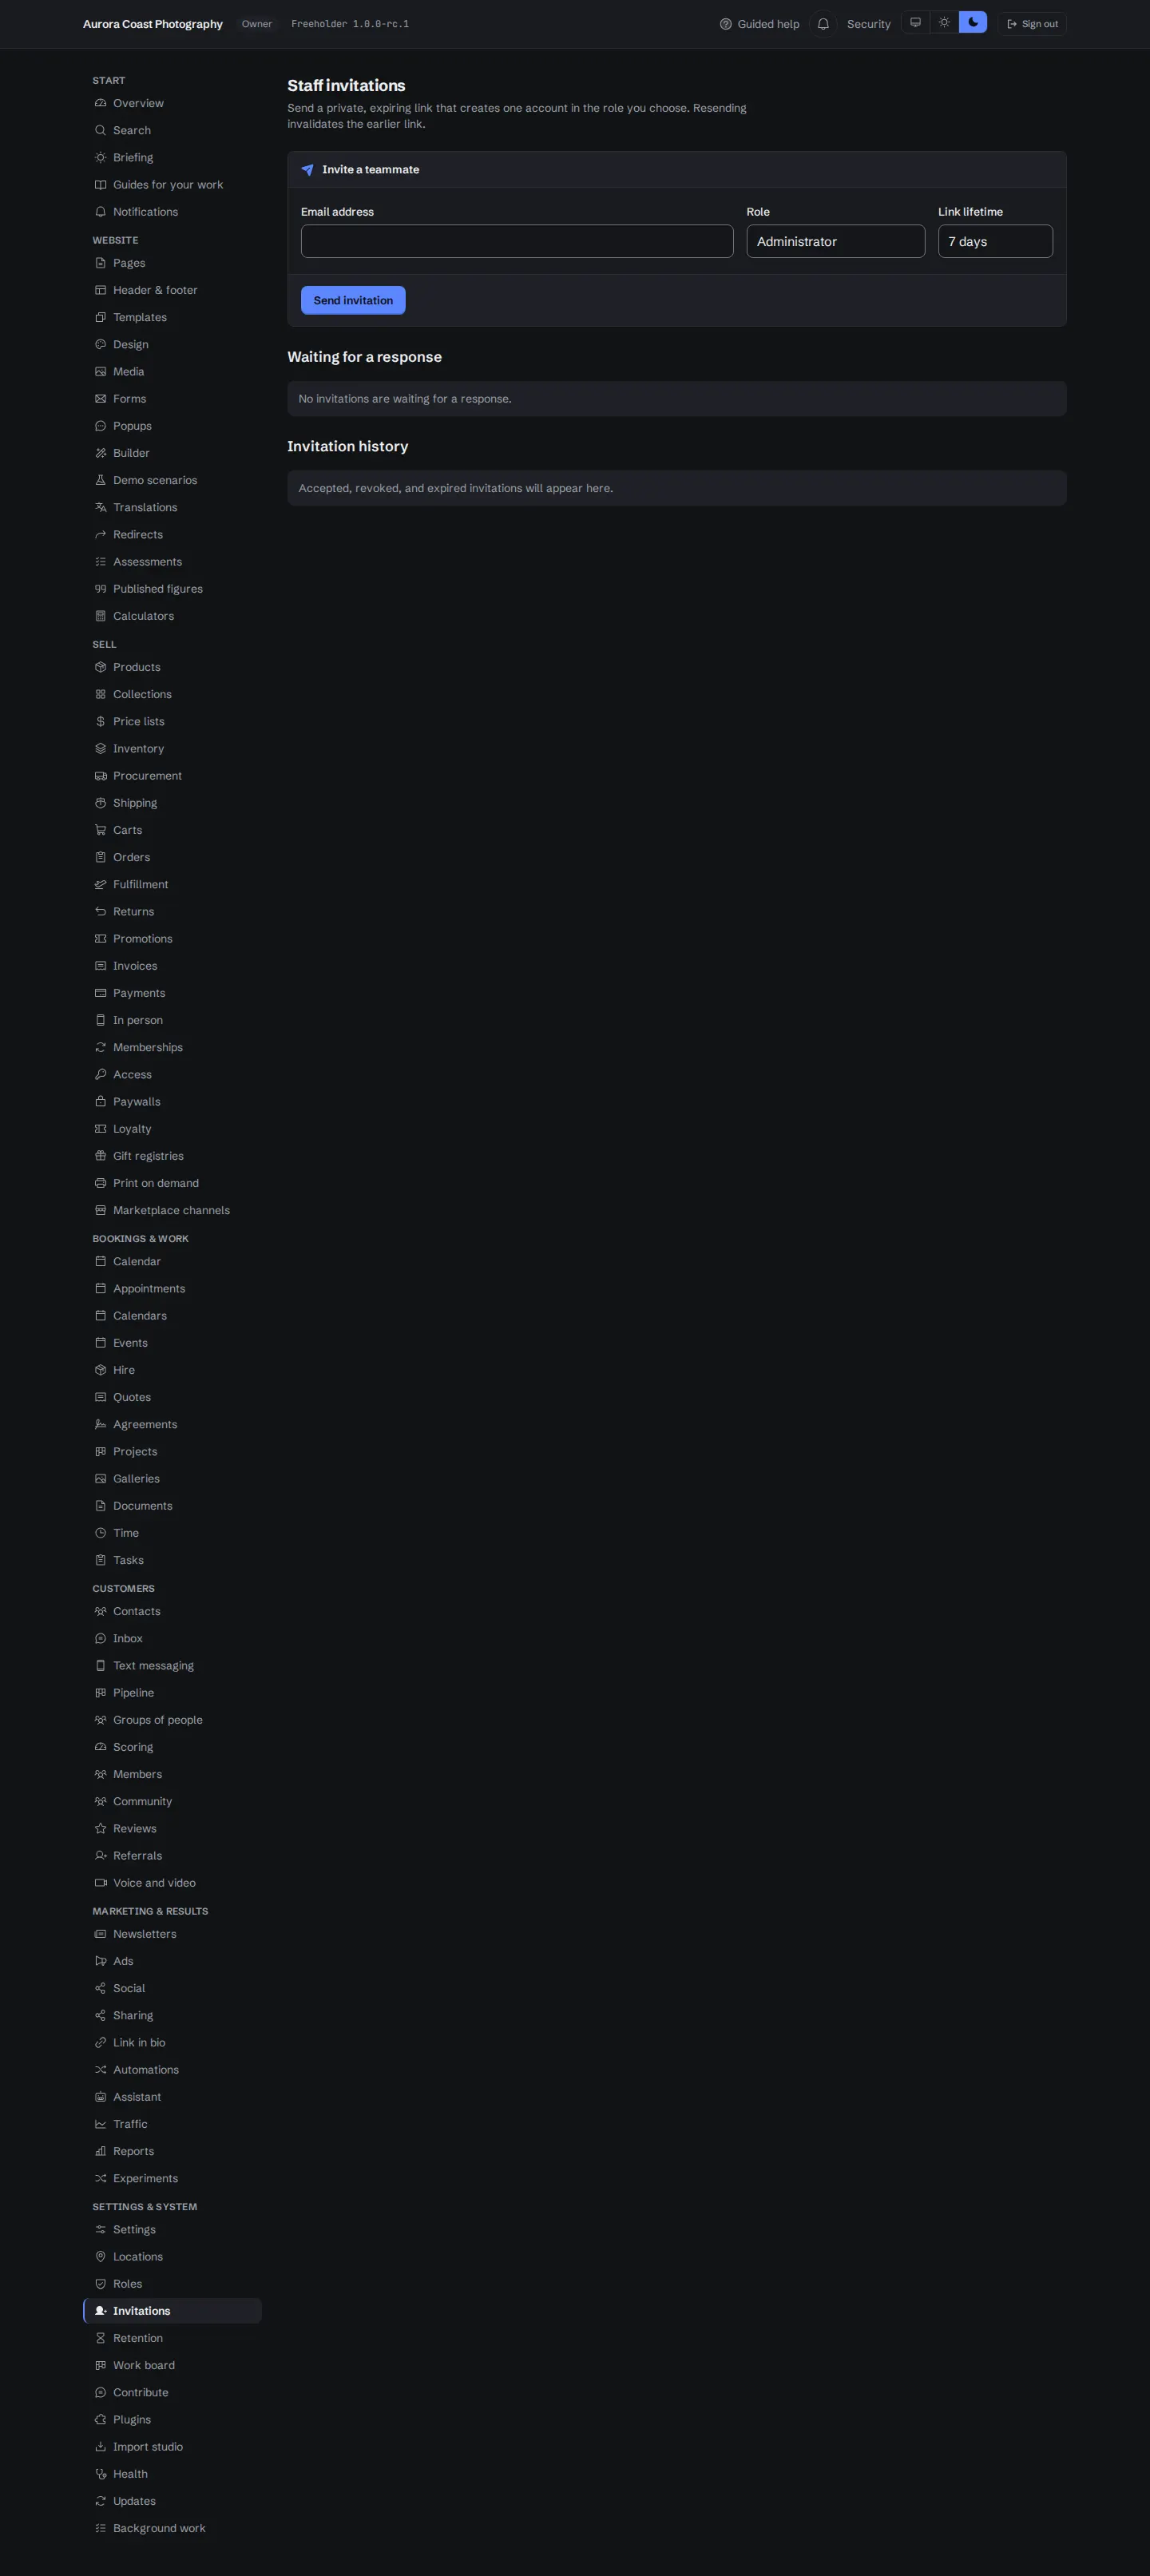 Aurora Coast Photography
Owner
Freeholder 1.0.0-rc.1
Guided help
Security
Sign out
START
Overview
Search
Briefing
Guides for your work
Notifications
WEBSITE
Pages
Header & footer
Templates
Design
Media
Forms
Popups
Builder
Demo scenarios
Translations
Redirects
Assessments
Published figures
Calculators
SELL
Products
Collections
Price lists
Inventory
Procurement
Shipping
Carts
Orders
Fulfillment
Returns
Promotions
Invoices
Payments
In person
Memberships
Access
Paywalls
Loyalty
Gift registries
Print on demand
Marketplace channels
BOOKINGS & WORK
Calendar
Appointments
Calendars
Events
Hire
Quotes
Agreements
Projects
Galleries
Documents
Time
Tasks
CUSTOMERS
Contacts
Inbox
Text messaging
Pipeline
Groups of people
Scoring
Members
Community
Reviews
Referrals
Voice and video
MARKETING & RESULTS
Newsletters
Ads
Social
Sharing
Link in bio
Automations
Assistant
Traffic
Reports
Experiments
SETTINGS & SYSTEM
Settings
Locations
Roles
Invitations
Retention
Work board
Contribute
Plugins
Import studio
Health
Updates
Background work
Staff invitations
Send a private, expiring link that creates one account in the role you choose. Resending
invalidates the earlier link.
Invite a teammate
Email address
Role
Link lifetime
Administrator
7 days
Send invitation
Waiting for a response
No invitations are waiting for a response.
Invitation history
Accepted, revoked, and expired invitations will appear here.